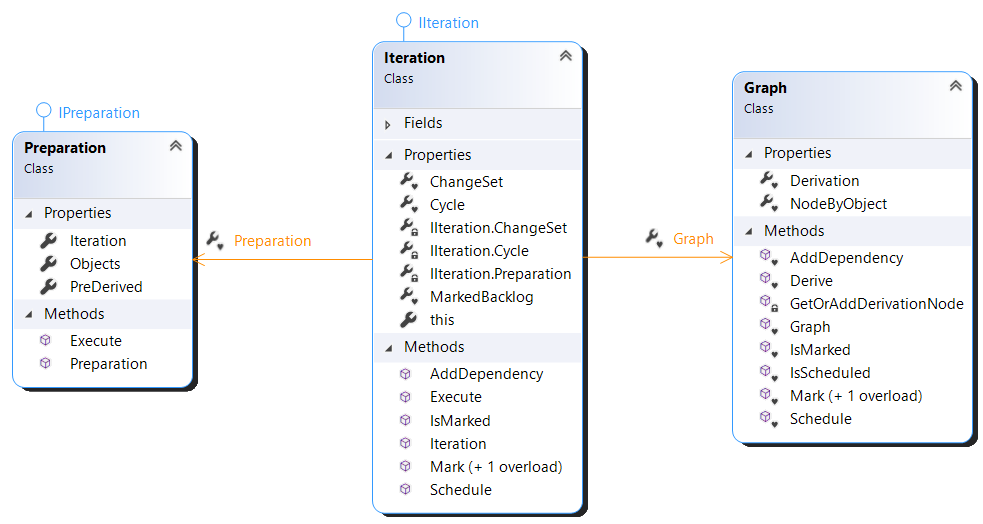 IPreparation
Preparation
Class
Properties
Iteration
Objects
PreDerived
Methods
Execute
Preparation
Preparation
IIteration
Iteration
Class
Fields
Properties
ChangeSet
Cycle
IIteration.ChangeSet
IIteration.Cycle
IIteration.Preparation
MarkedBacklog
this
Methods
AddDependency
Execute
IsMarked
Iteration
Mark (+ 1 overload)
Schedule
Graph
Graph
Class
Properties
Derivation
NodeByObject
Methods
AddDependency
Derive
GetOrAddDerivationNode
Graph
IsMarked
IsScheduled
Mark (+ 1 overload)
Schedule